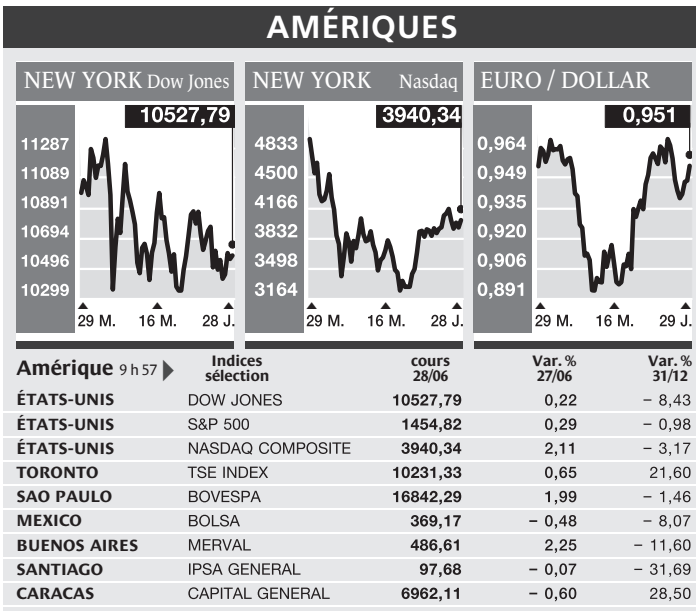 AMÉRIQUES
NEW YORK Dow Jones
10527,79
11287
11089
10891
10694
10496
10299
29 M. 16 M. 28 J.
NEW YORK Nasdaq
3940,34
4833
4500
4166
3832
3498
3164
29 M. 16 M. 28 J.
EURO / DOLLAR
0,951
0,964
0,949
0,935
0,920
0,906
0,891
29 M. 16 M. 29 J.
Amérique 9 h 57 Indices sélection cours 28/06 Var. % 27/06 Var. % 31/12
ÉTATS-UNIS DOW JONES 10527,79 0,22 – 8,43
ÉTATS-UNIS S&P 500 1454,82 0,29 – 0,98
ÉTATS-UNIS NASDAQ COMPOSITE 3940,34 2,11 – 3,17
TORONTO TSE INDEX 10231,33 0,65 21,60
SAO PAULO BOVESPA 16842,29 1,99 – 1,46
MEXICO BOLSA 369,17 – 0,48 – 8,07
BUENOS AIRES MERVAL 486,61 2,25 – 11,60
SANTIAGO IPSA GENERAL 97,68 – 0,07 – 31,69
CARACAS CAPITAL GENERAL 6962,11 – 0,60 28,50